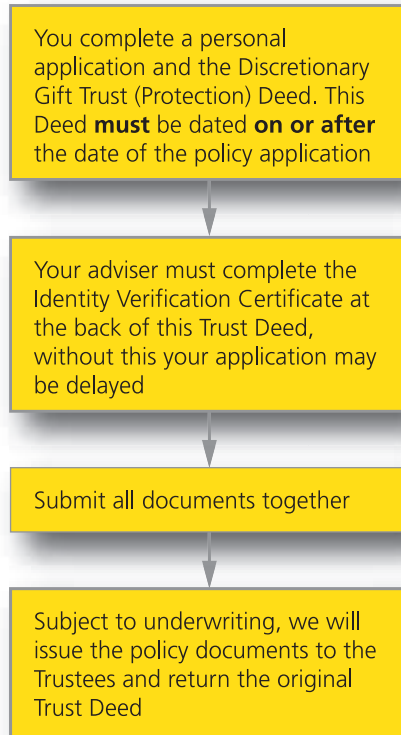 You complete a personal
application and the Discretionary
Gift Trust (Protection) Deed. This
Deed must be dated on or after
the date of the policy application
Your adviser must complete the
Identity Verification Certificate at
the back of this Trust Deed,
without this your application may
be delayed
Submit all documents together
Subject to underwriting, we will
issue the policy documents to the
Trustees and return the original
Trust Deed